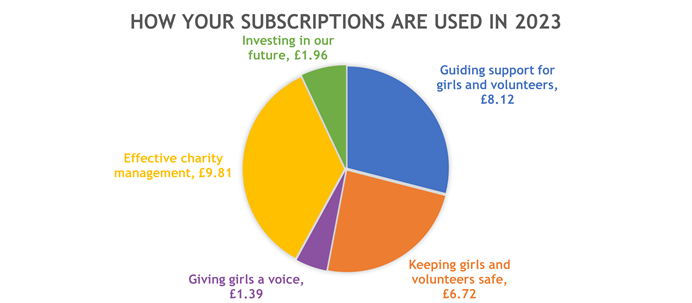 HOW YOUR SUBSCRIPTIONS ARE USED IN 2023
Investing in our
future, £1.96
Guiding support for
girls and volunteers,
£8.12
Effective charity
management, £9.81
Keeping girls and
volunteers safe,
£6.72
Giving girls a voice,
£1.39